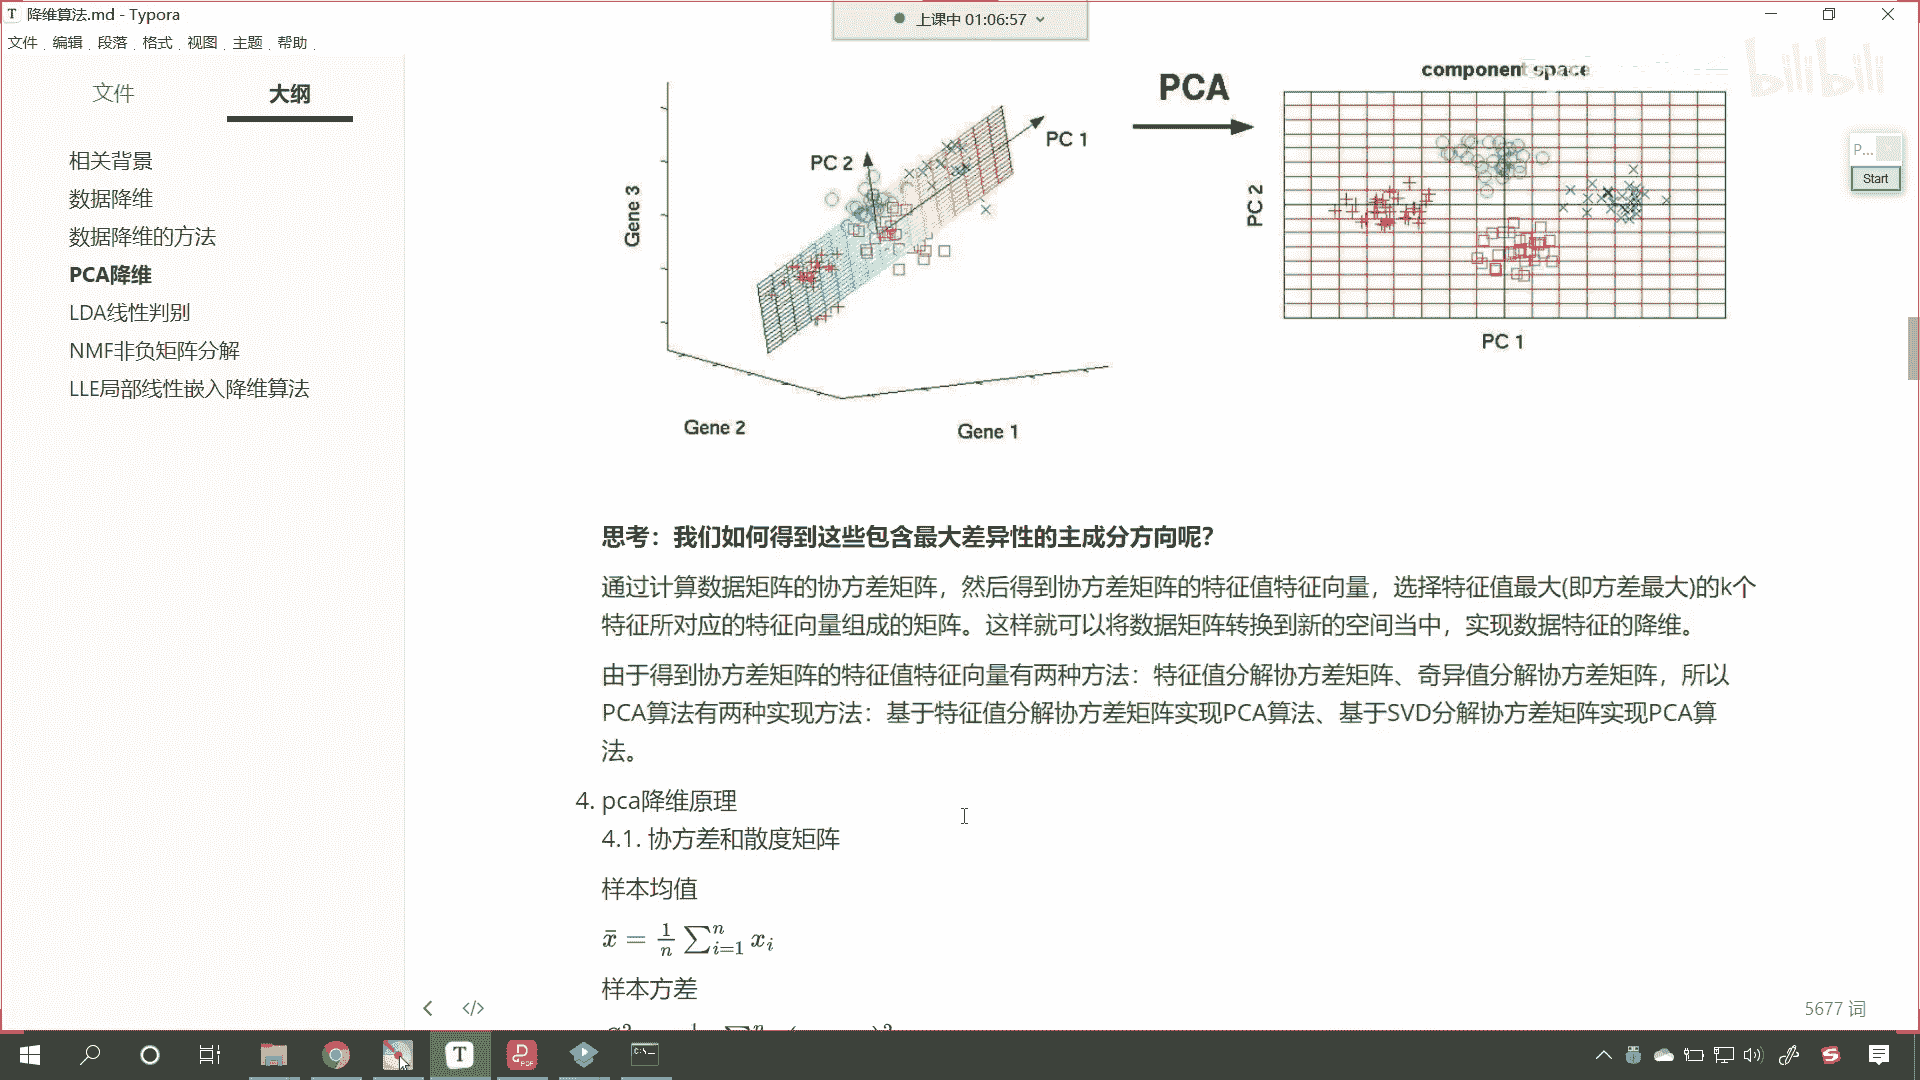 降维算法.md - Typora
上课中 01:06:57
文件 编辑 段落 格式 视图 主题 帮助
文件
大纲
相关背景
数据降维
数据降维的方法
PCA降维
LDA线性判别
NMF非负矩阵分解
LLE局部线性嵌入降维算法
PC 1
PC 2
Gene 3
Gene 2
Gene 1
PCA
component space
PC 2
PC 1
bilibili
P...
Start
思考：我们如何得到这些包含最大差异性的主成分方向呢？
通过计算数据矩阵的协方差矩阵，然后得到协方差矩阵的特征值特征向量，选择特征值最大(即方差最大)的k个
特征所对应的特征向量组成的矩阵。这样就可以将数据矩阵转换到新的空间当中，实现数据特征的降维。
由于得到协方差矩阵的特征值特征向量有两种方法：特征值分解协方差矩阵、奇异值分解协方差矩阵，所以
PCA算法有两种实现方法：基于特征值分解协方差矩阵实现PCA算法、基于SVD分解协方差矩阵实现PCA算
法。
4. pca降维原理
4.1. 协方差和散度矩阵
样本均值
x̄ = 1/n ∑ⁿᵢ₌₁ xᵢ
样本方差
</>
5677 词